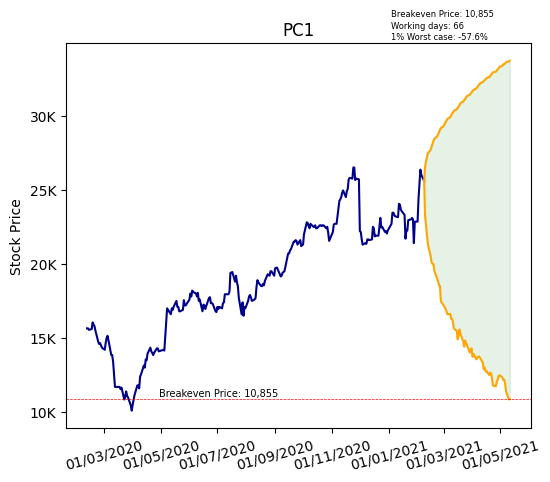 Breakeven Price: 10,855
Working days: 66
1% Worst case: -57.6%
PC1
Stock Price
30K
25K
20K
15K
10K
Breakeven Price: 10,855
01/03/2020 01/05/2020 01/07/2020 01/09/2020 01/11/2020 01/01/2021 01/03/2021 01/05/2021